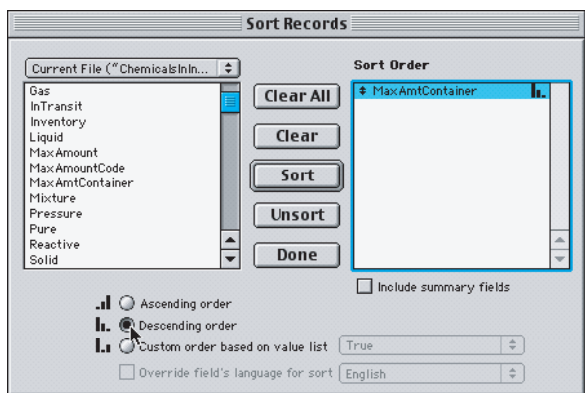 Sort Records
Current File ("ChemicalsInIn...
Gas
InTransit
Inventory
Liquid
MaxAmount
MaxAmountCode
MaxAmtContainer
Mixture
Pressure
Pure
Reactive
Solid
Clear All
Clear
Sort
Unsort
Done
Sort Order
MaxAmtContainer
Include summary fields
Ascending order
Descending order
Custom order based on value list True
Override field's language for sort English